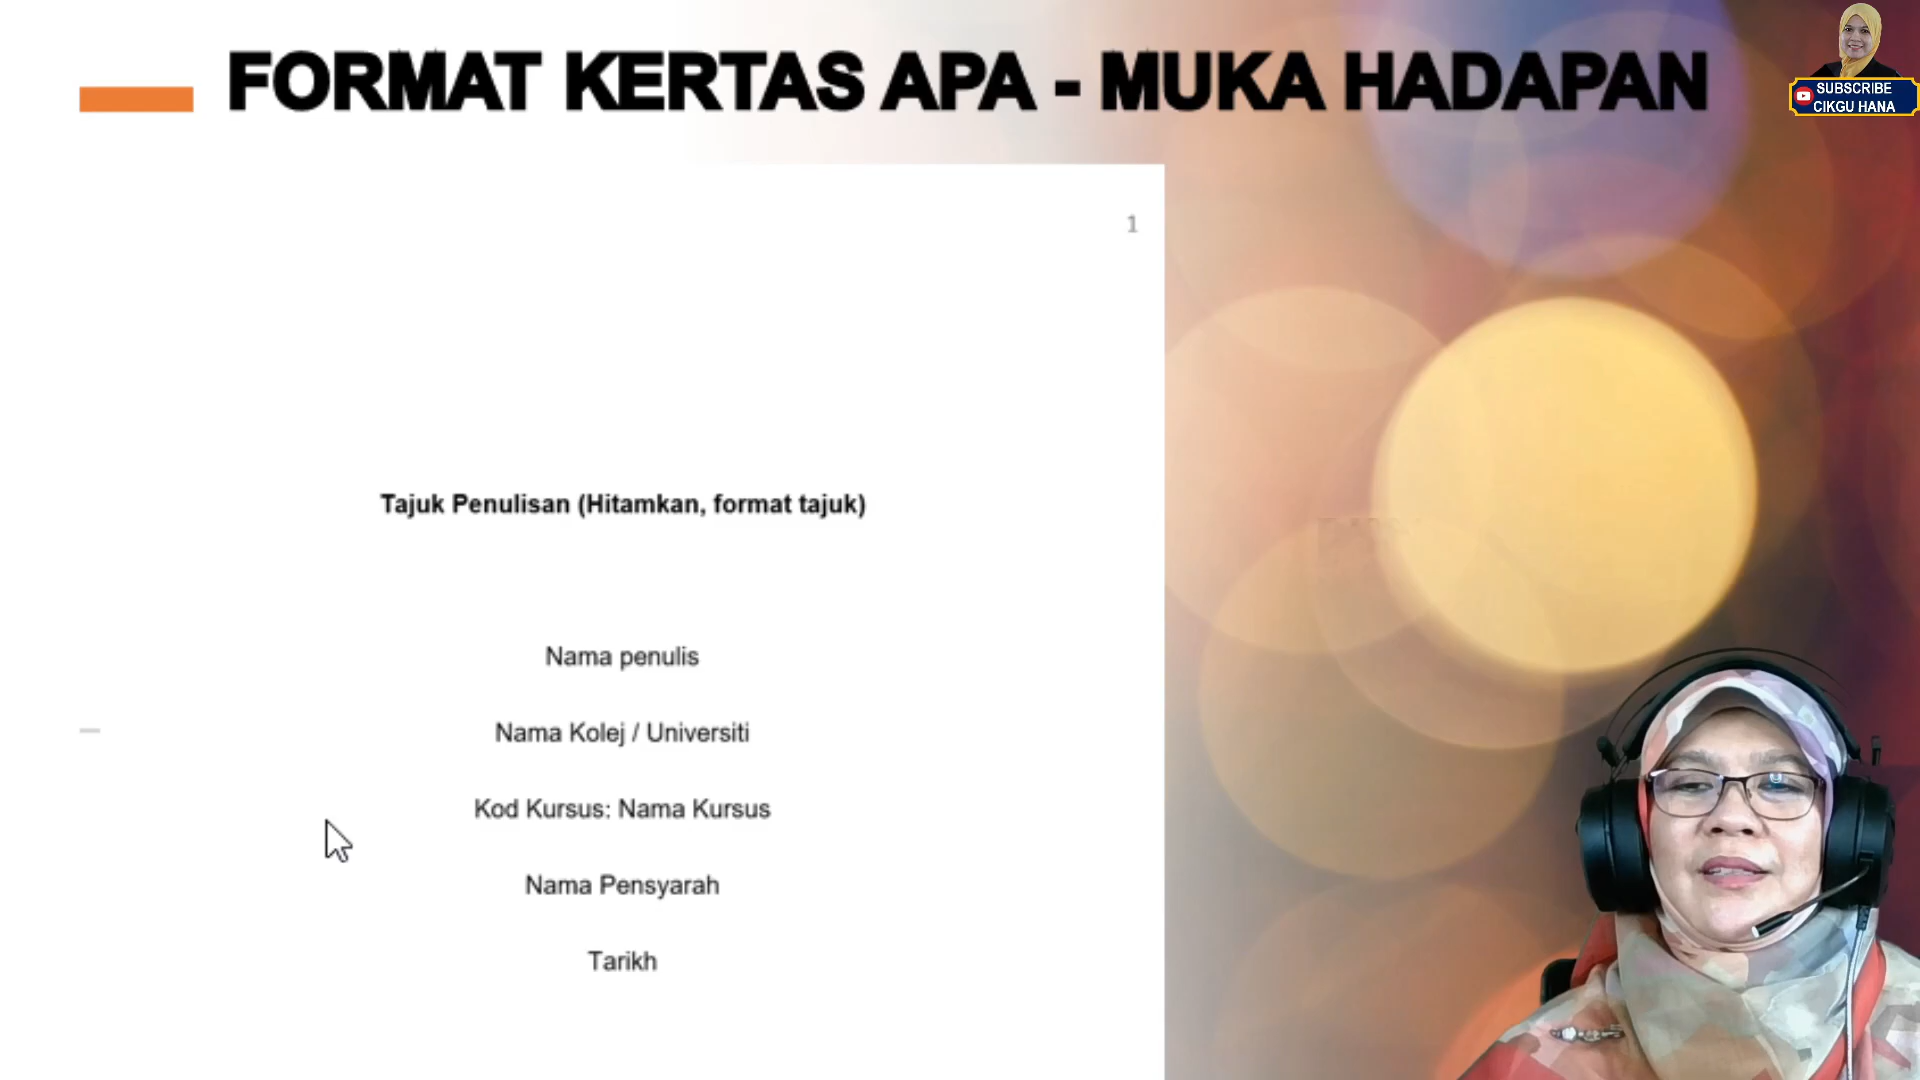 FORMAT KERTAS APA - MUKA HADAPAN
SUBSCRIBE
CIKGU HANA
1
Tajuk Penulisan (Hitamkan, format tajuk)
Nama penulis
Nama Kolej / Universiti
Kod Kursus: Nama Kursus
Nama Pensyarah
Tarikh